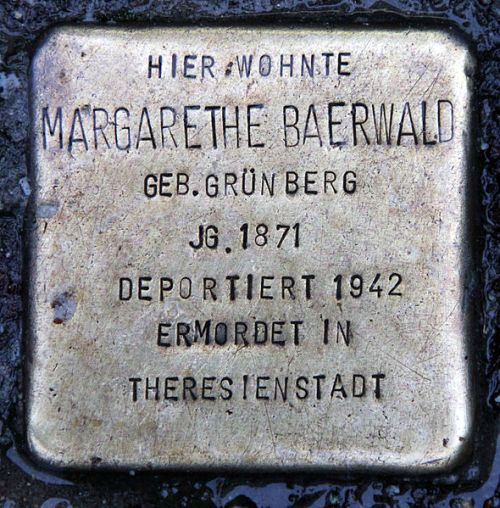 HIER WOHNTE
MARGARETHE BAERWALD
GEB. GRÜNBERG
JG. 1871
DEPORTIERT 1942
ERMORDET IN
THERESIENSTADT